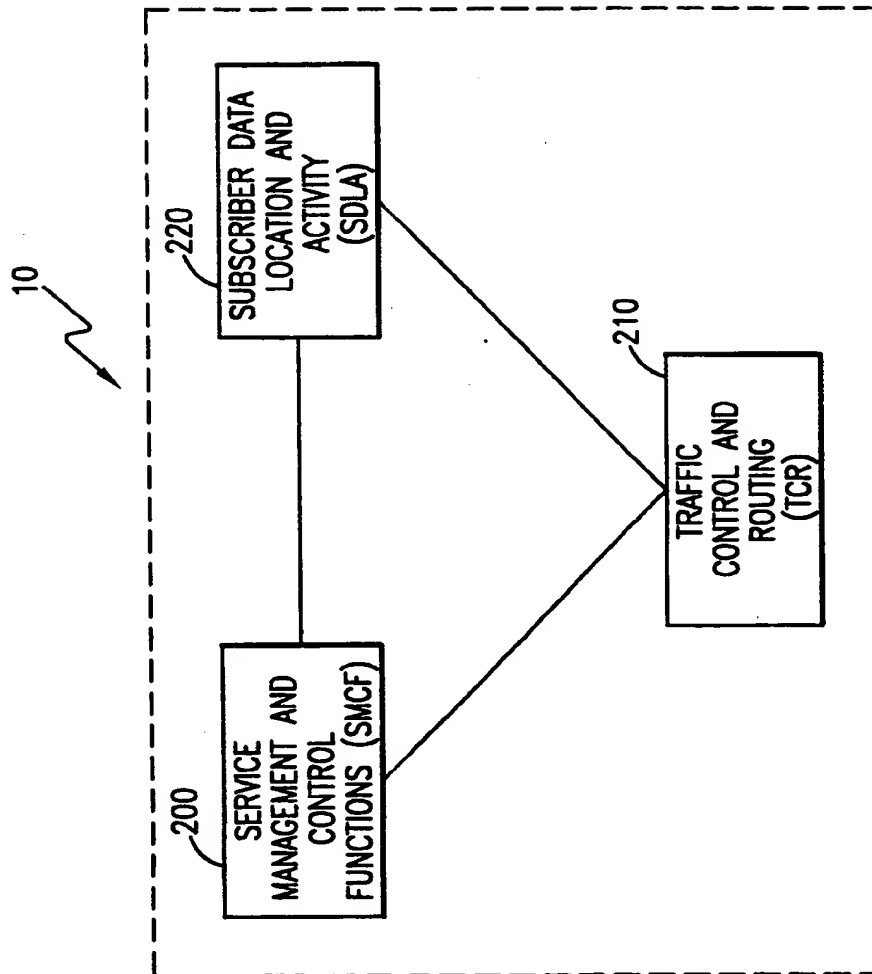 10
200
SERVICE
MANAGEMENT AND
CONTROL
FUNCTIONS (SMCF)
220
SUBSCRIBER DATA
LOCATION AND
ACTIVITY
(SDLA)
210
TRAFFIC
CONTROL AND
ROUTING
(TCR)